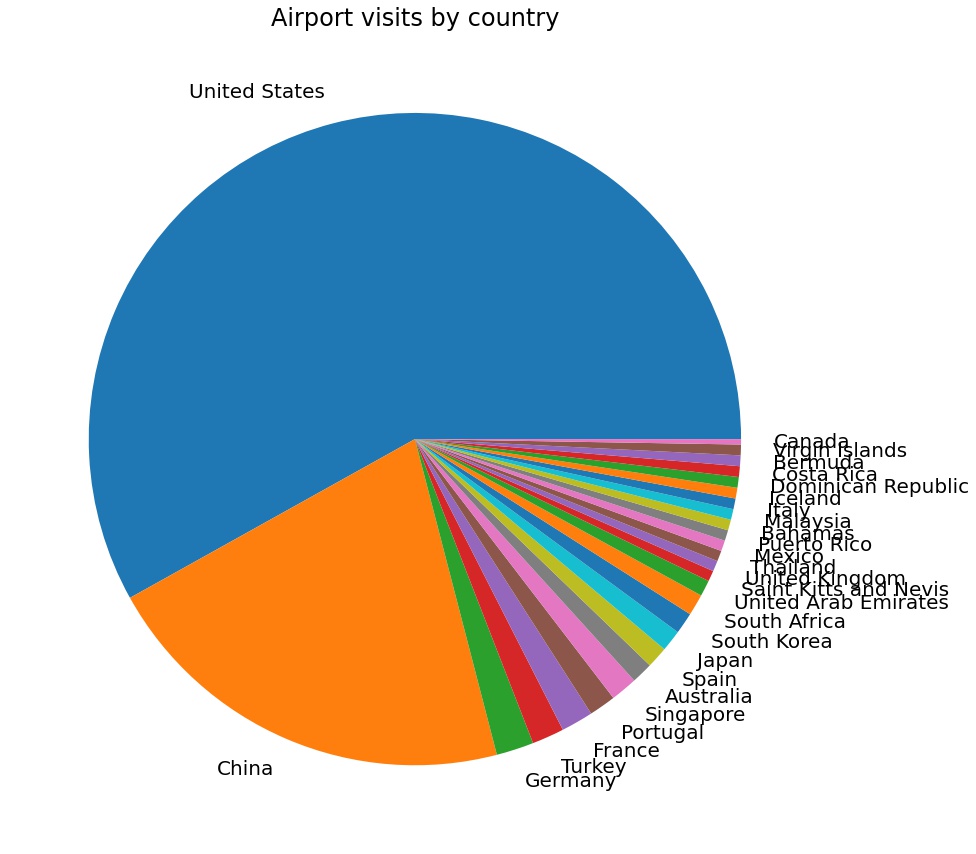 Airport visits by country
United States
Canada
Virgin Islands
Bermuda
Costa Rica
Dominican Republic
Iceland
Italy
Malaysia
Bahamas
Puerto Rico
Mexico
Thailand
United Kingdom
Saint Kitts and Nevis
United Arab Emirates
South Africa
South Korea
Japan
Spain
Australia
Singapore
Portugal
France
Turkey
China
Germany